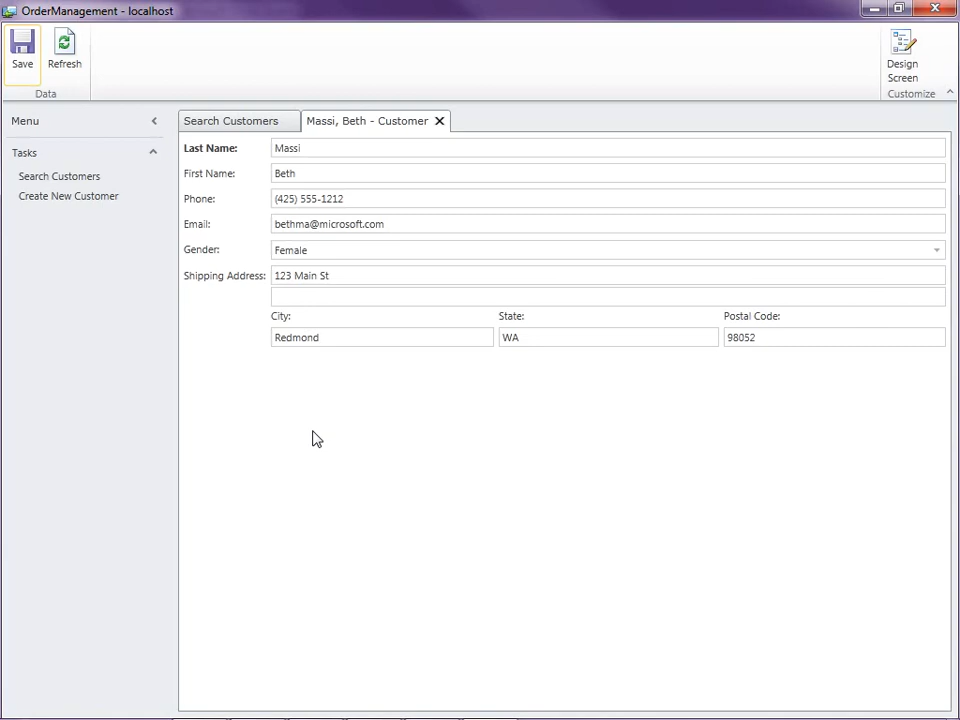 OrderManagement - localhost
Save
Refresh
Data
Design
Screen
Customize
Menu
Tasks
Search Customers
Create New Customer
Search Customers
Massi, Beth - Customer
Last Name:
Massi
First Name:
Beth
Phone:
(425) 555-1212
Email:
bethma@microsoft.com
Gender:
Female
Shipping Address:
123 Main St
City:
State:
Postal Code:
Redmond
WA
98052